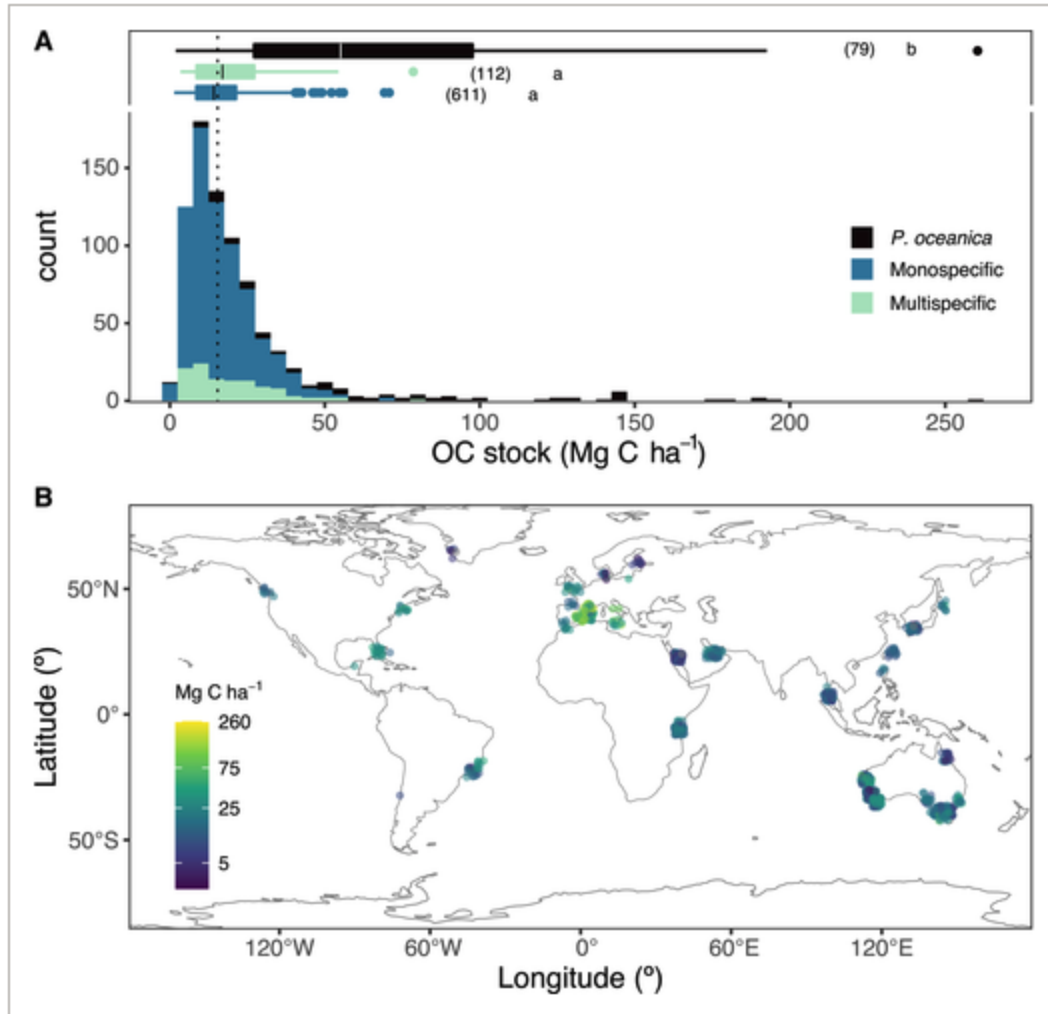 A
(79) b
(112) a
(611) a
150
100
50
0
count
P. oceanica
Monospecific
Multispecific
0 50 100 150 200 250
OC stock (Mg C ha⁻¹)
B
50°N
0°
50°S
Latitude (º)
Mg C ha⁻¹
260
75
25
5
120°W 60°W 0° 60°E 120°E
Longitude (º)